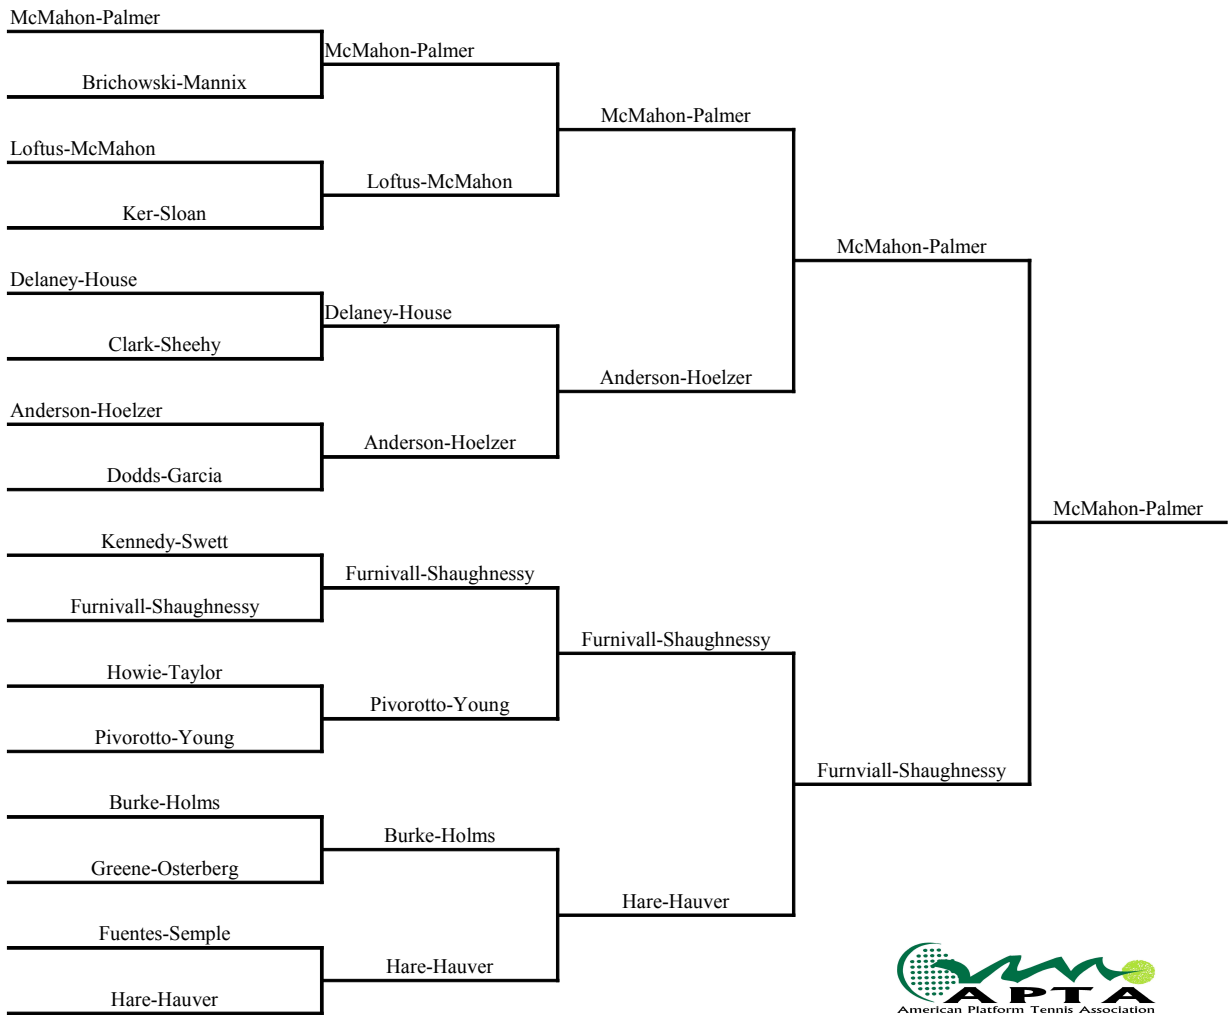 McMahon-Palmer
Brichowski-Mannix
Loftus-McMahon
Ker-Sloan
Delaney-House
Clark-Sheehy
Anderson-Hoelzer
Dodds-Garcia
Kennedy-Swett
Furnivall-Shaughnessy
Howie-Taylor
Pivorotto-Young
Burke-Holms
Greene-Osterberg
Fuentes-Semple
Hare-Hauver
McMahon-Palmer
Loftus-McMahon
Delaney-House
Anderson-Hoelzer
Furnivall-Shaughnessy
Pivorotto-Young
Burke-Holms
Hare-Hauver
McMahon-Palmer
Anderson-Hoelzer
Furnivall-Shaughnessy
Hare-Hauver
McMahon-Palmer
Furnviall-Shaughnessy
McMahon-Palmer
APTA
American Platform Tennis Association